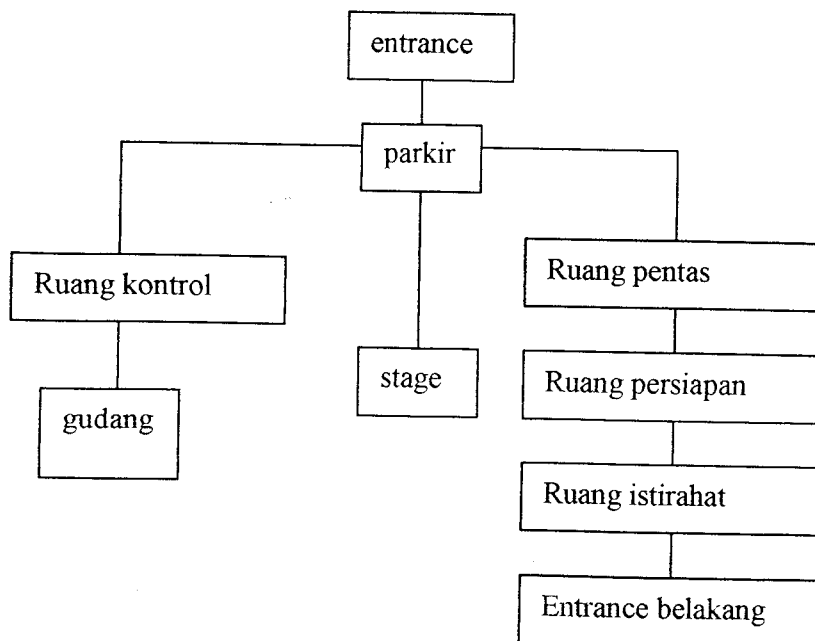 entrance
parkir
Ruang kontrol
Ruang pentas
stage
Ruang persiapan
gudang
Ruang istirahat
Entrance belakang